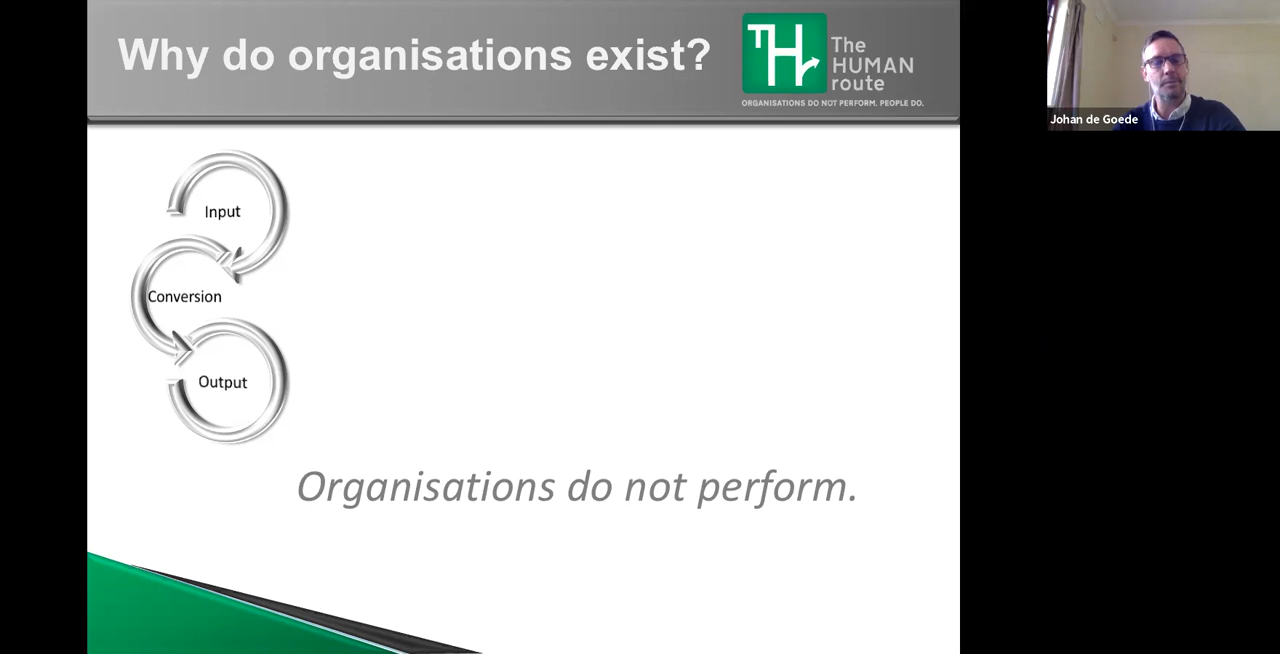 Why do organisations exist?
TH
The
HUMAN
route
ORGANISATIONS DO NOT PERFORM. PEOPLE DO.
Johan de Goede
Input
Conversion
Output
Organisations do not perform.